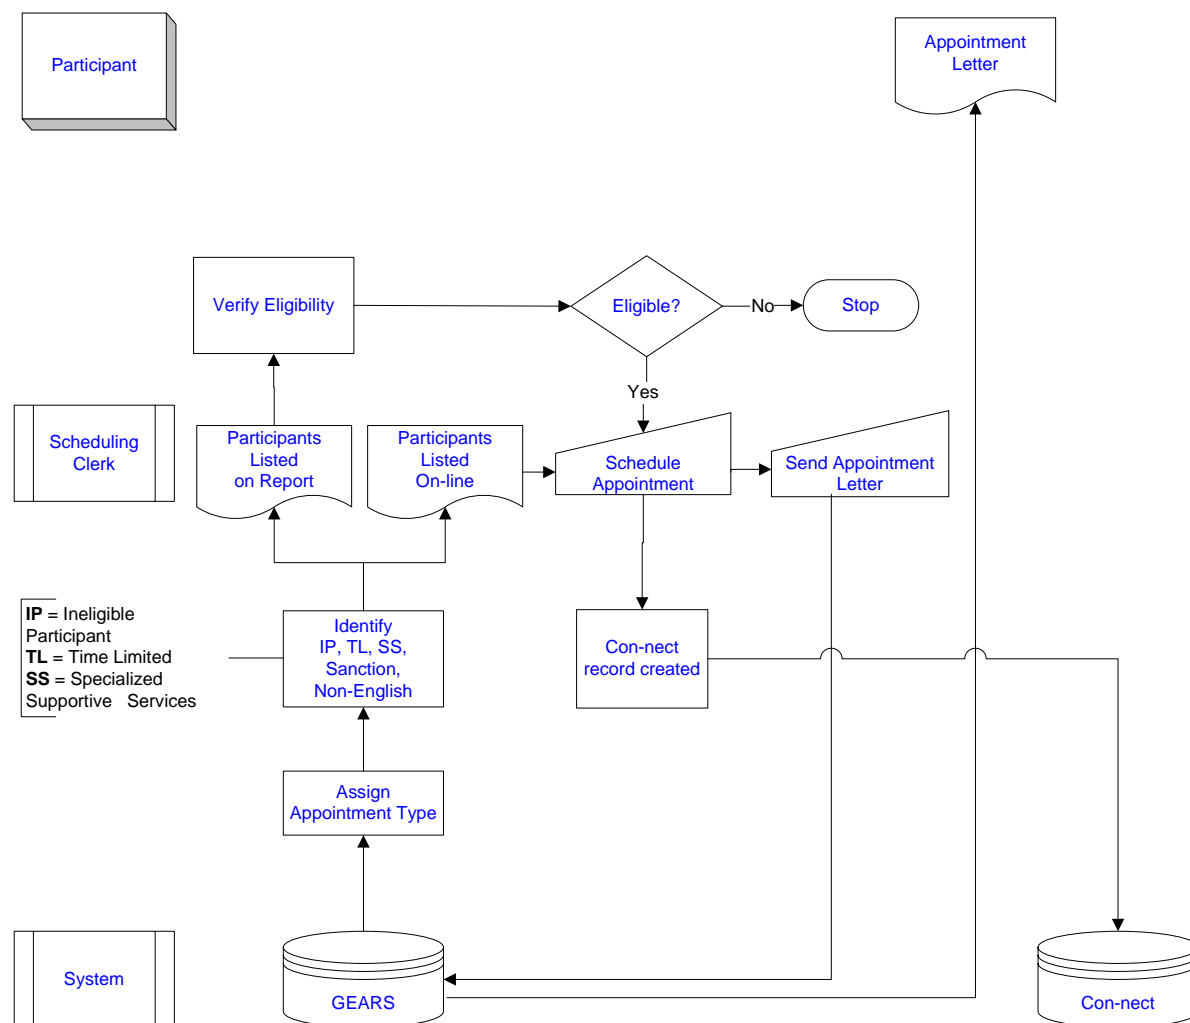 Participant
Appointment
Letter
Verify Eligibility
Eligible?
No
Stop
Yes
Scheduling
Clerk
Participants
Listed
on Report
Participants
Listed
On-line
Schedule
Appointment
Send Appointment
Letter
IP = Ineligible
Participant
TL = Time Limited
SS = Specialized
Supportive Services
Identify
IP, TL, SS,
Sanction,
Non-English
Con-nect
record created
Assign
Appointment Type
System
GEARS
Con-nect